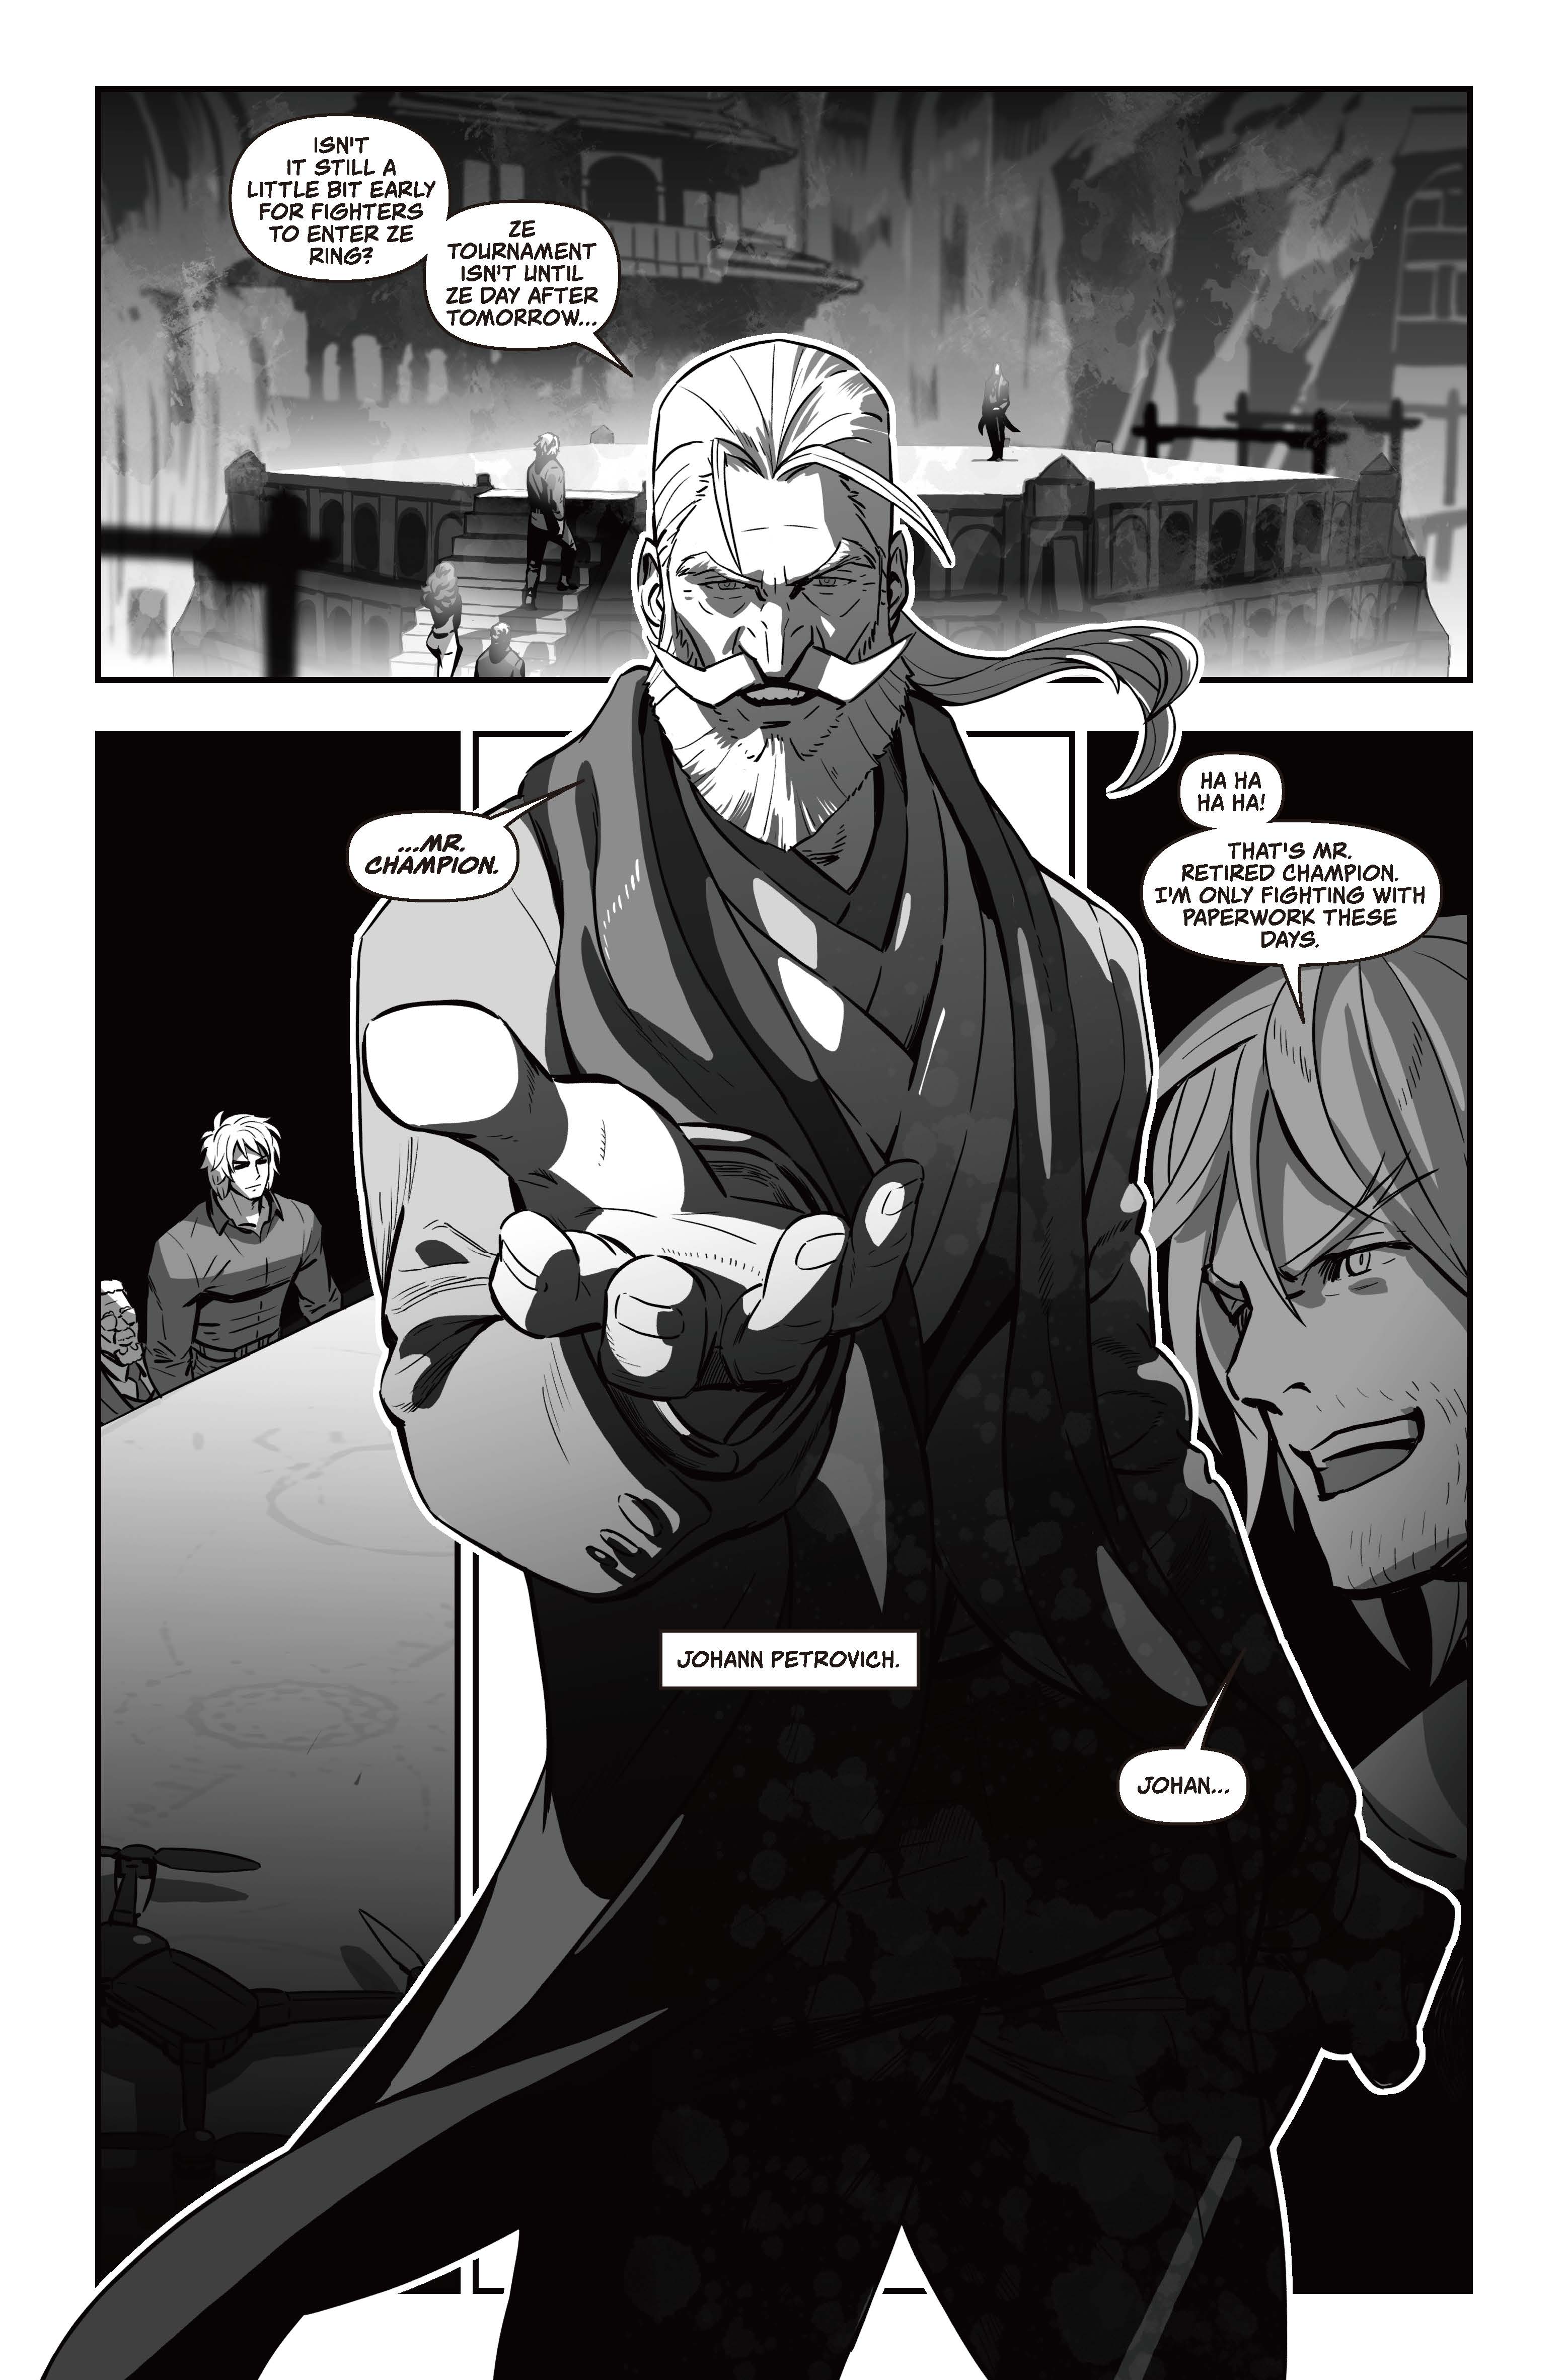 ISN'T
IT STILL A
LITTLE BIT EARLY
FOR FIGHTERS
TO ENTER ZE
RING?
ZE
TOURNAMENT
ISN'T UNTIL
ZE DAY AFTER
TOMORROW...
...MR.
CHAMPION.
HA HA
HA HA!
THAT'S MR.
RETIRED CHAMPION.
I'M ONLY FIGHTING WITH
PAPERWORK THESE
DAYS.
JOHANN PETROVICH.
JOHAN...